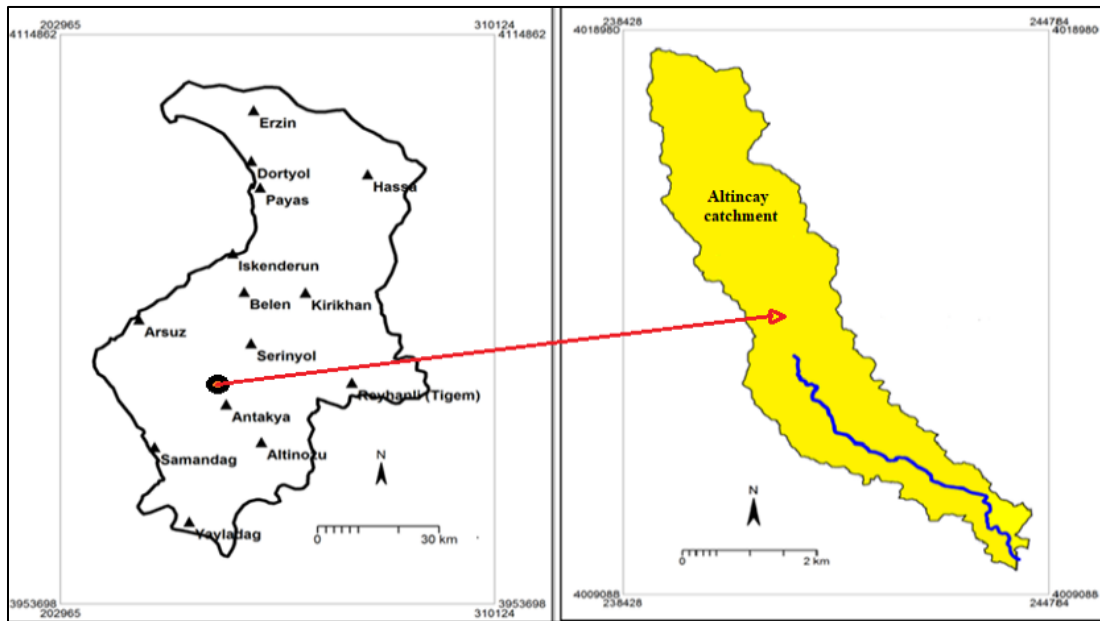 202965
310124
4114862
4114862
Erzin
Dortyol
Payas
Hassa
Iskenderun
Belen
Kirikhan
Arsuz
Serinyol
Reyhanli (Tigem)
Antakya
Altinozu
Samandag
Yayladag
N
0
30 km
3953698
3953698
202965
310124
238428
244784
4018980
4018980
Altincay
catchment
N
0
2 km
4009088
4009088
238428
244784